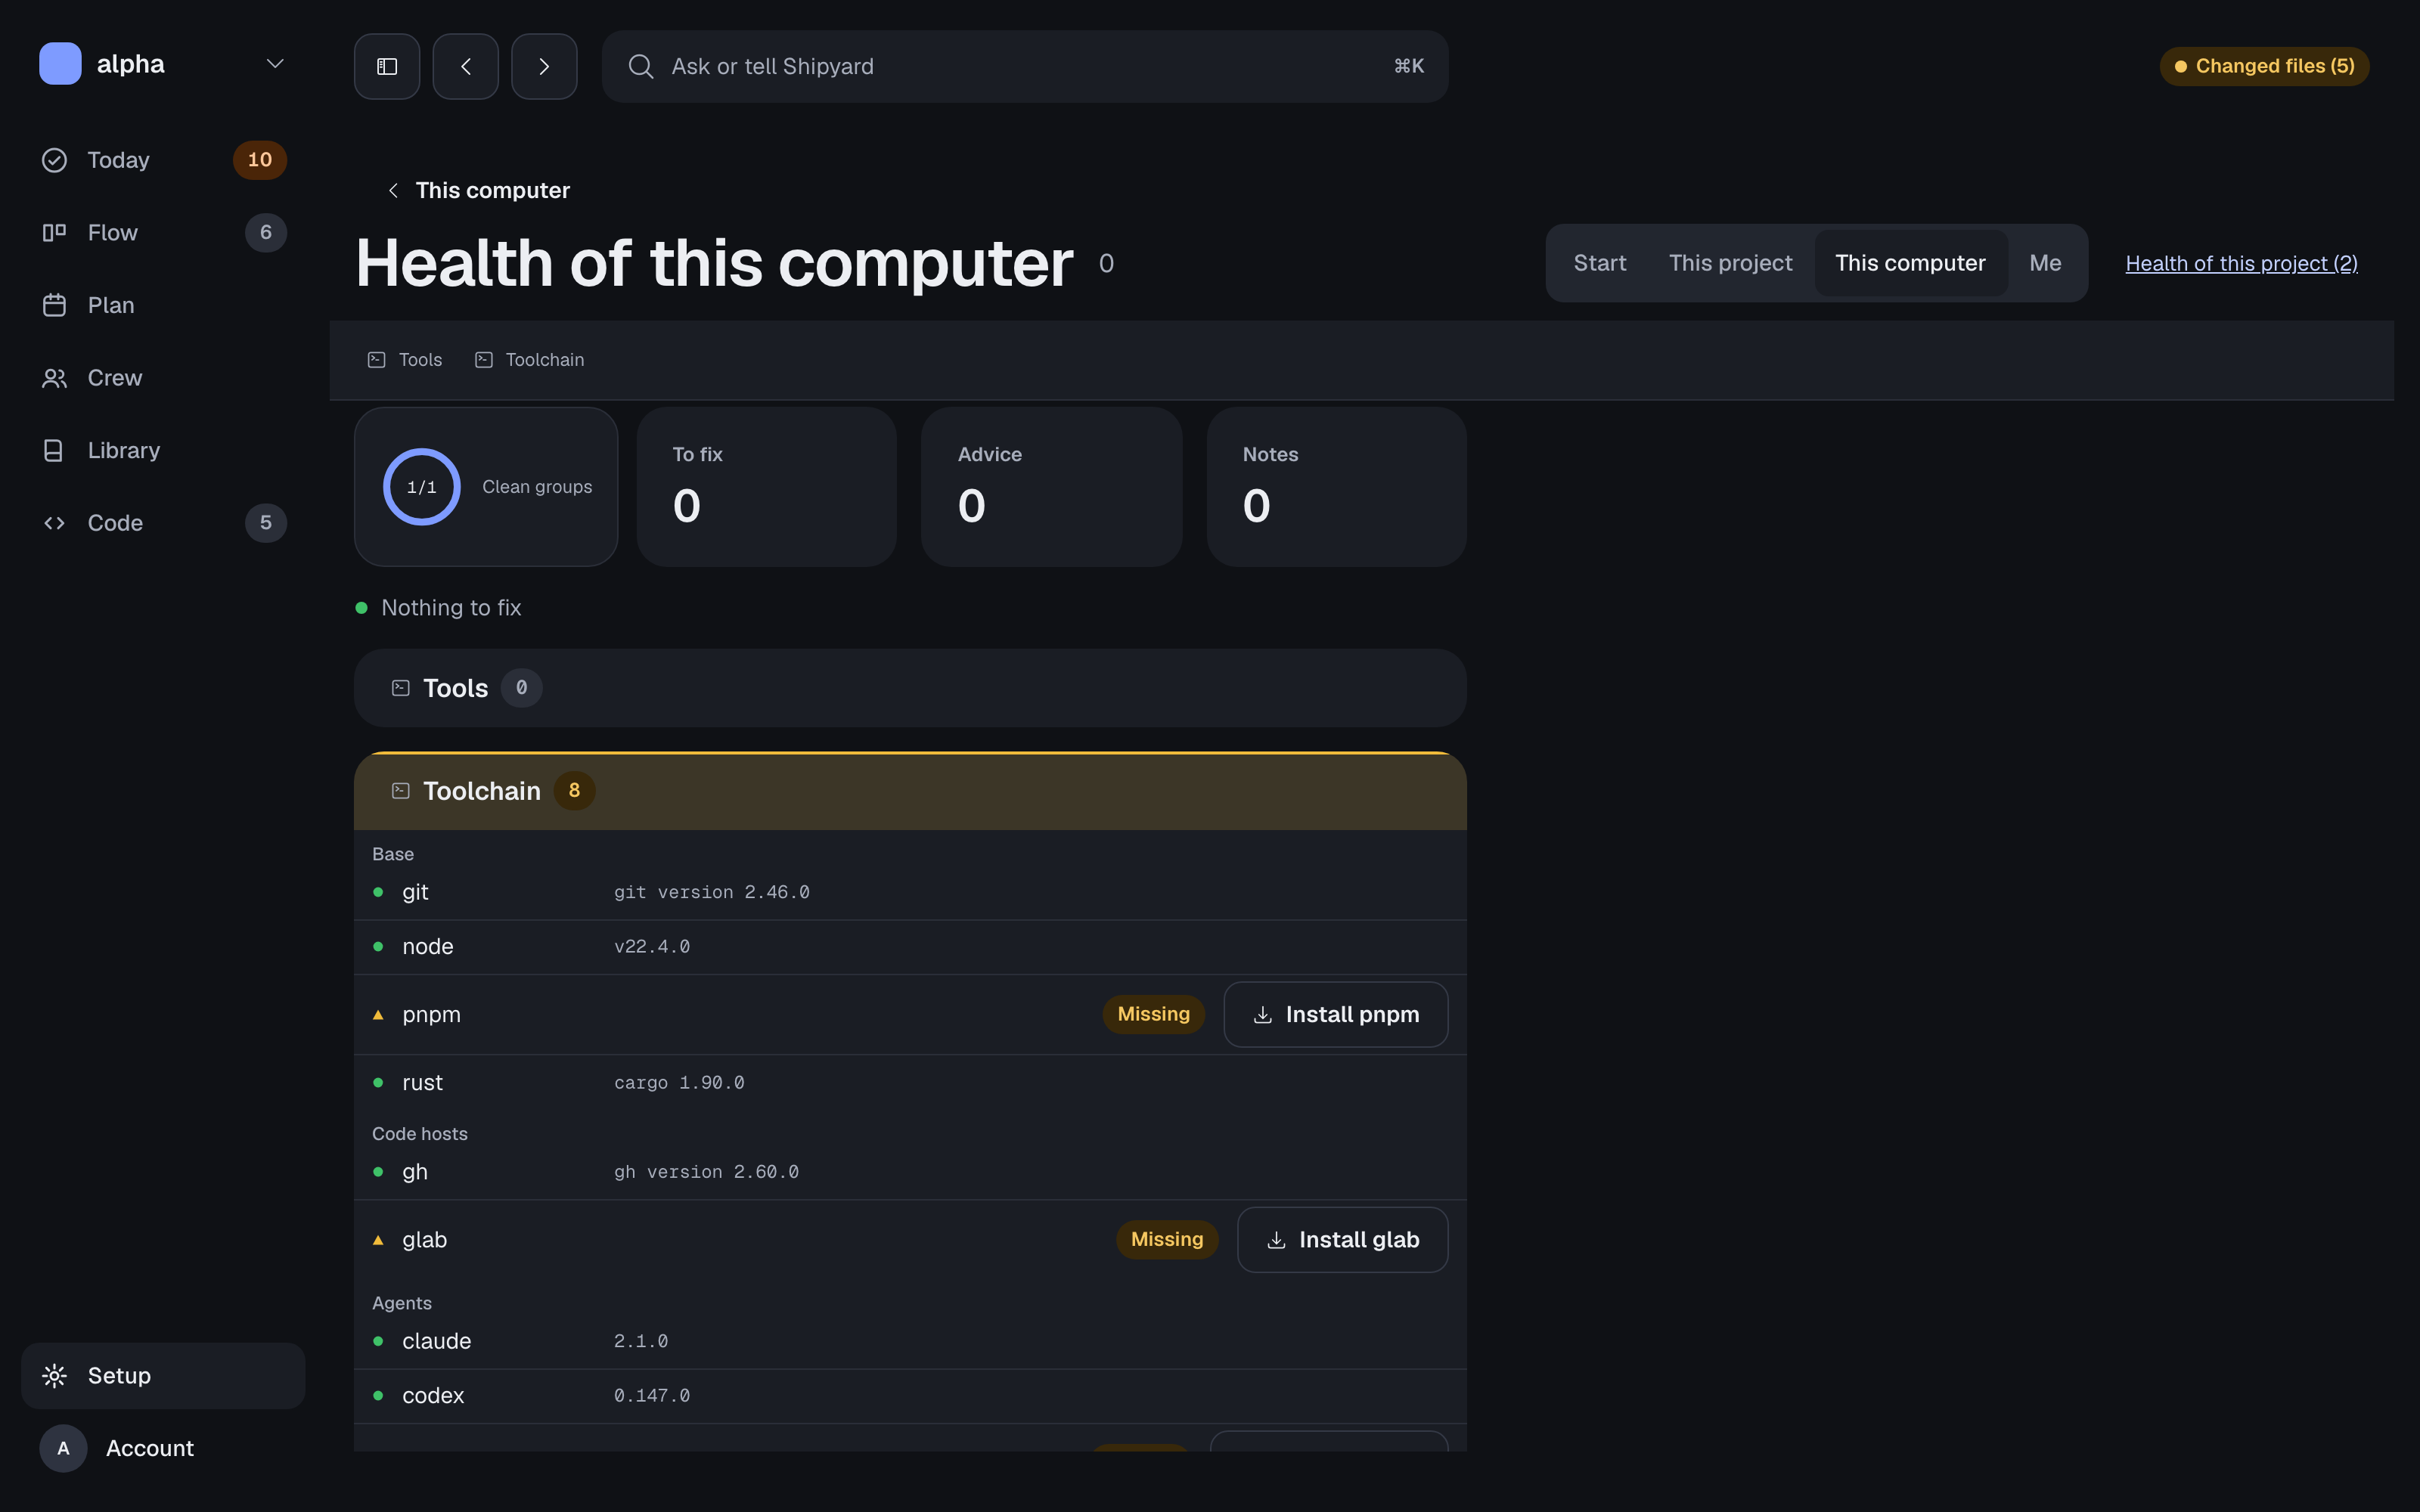 alpha
Ask or tell Shipyard
⌘K
Changed files (5)
Today
10
Flow
6
Plan
Crew
Library
Code
5
This computer
Health of this computer 0
Start
This project
This computer
Me
Health of this project (2)
Tools
Toolchain
1/1
Clean groups
To fix
0
Advice
0
Notes
0
Nothing to fix
Tools 0
Toolchain 8
Base
git git version 2.46.0
node v22.4.0
pnpm Missing Install pnpm
rust cargo 1.90.0
Code hosts
gh gh version 2.60.0
glab Missing Install glab
Agents
claude 2.1.0
codex 0.147.0
Setup
A Account